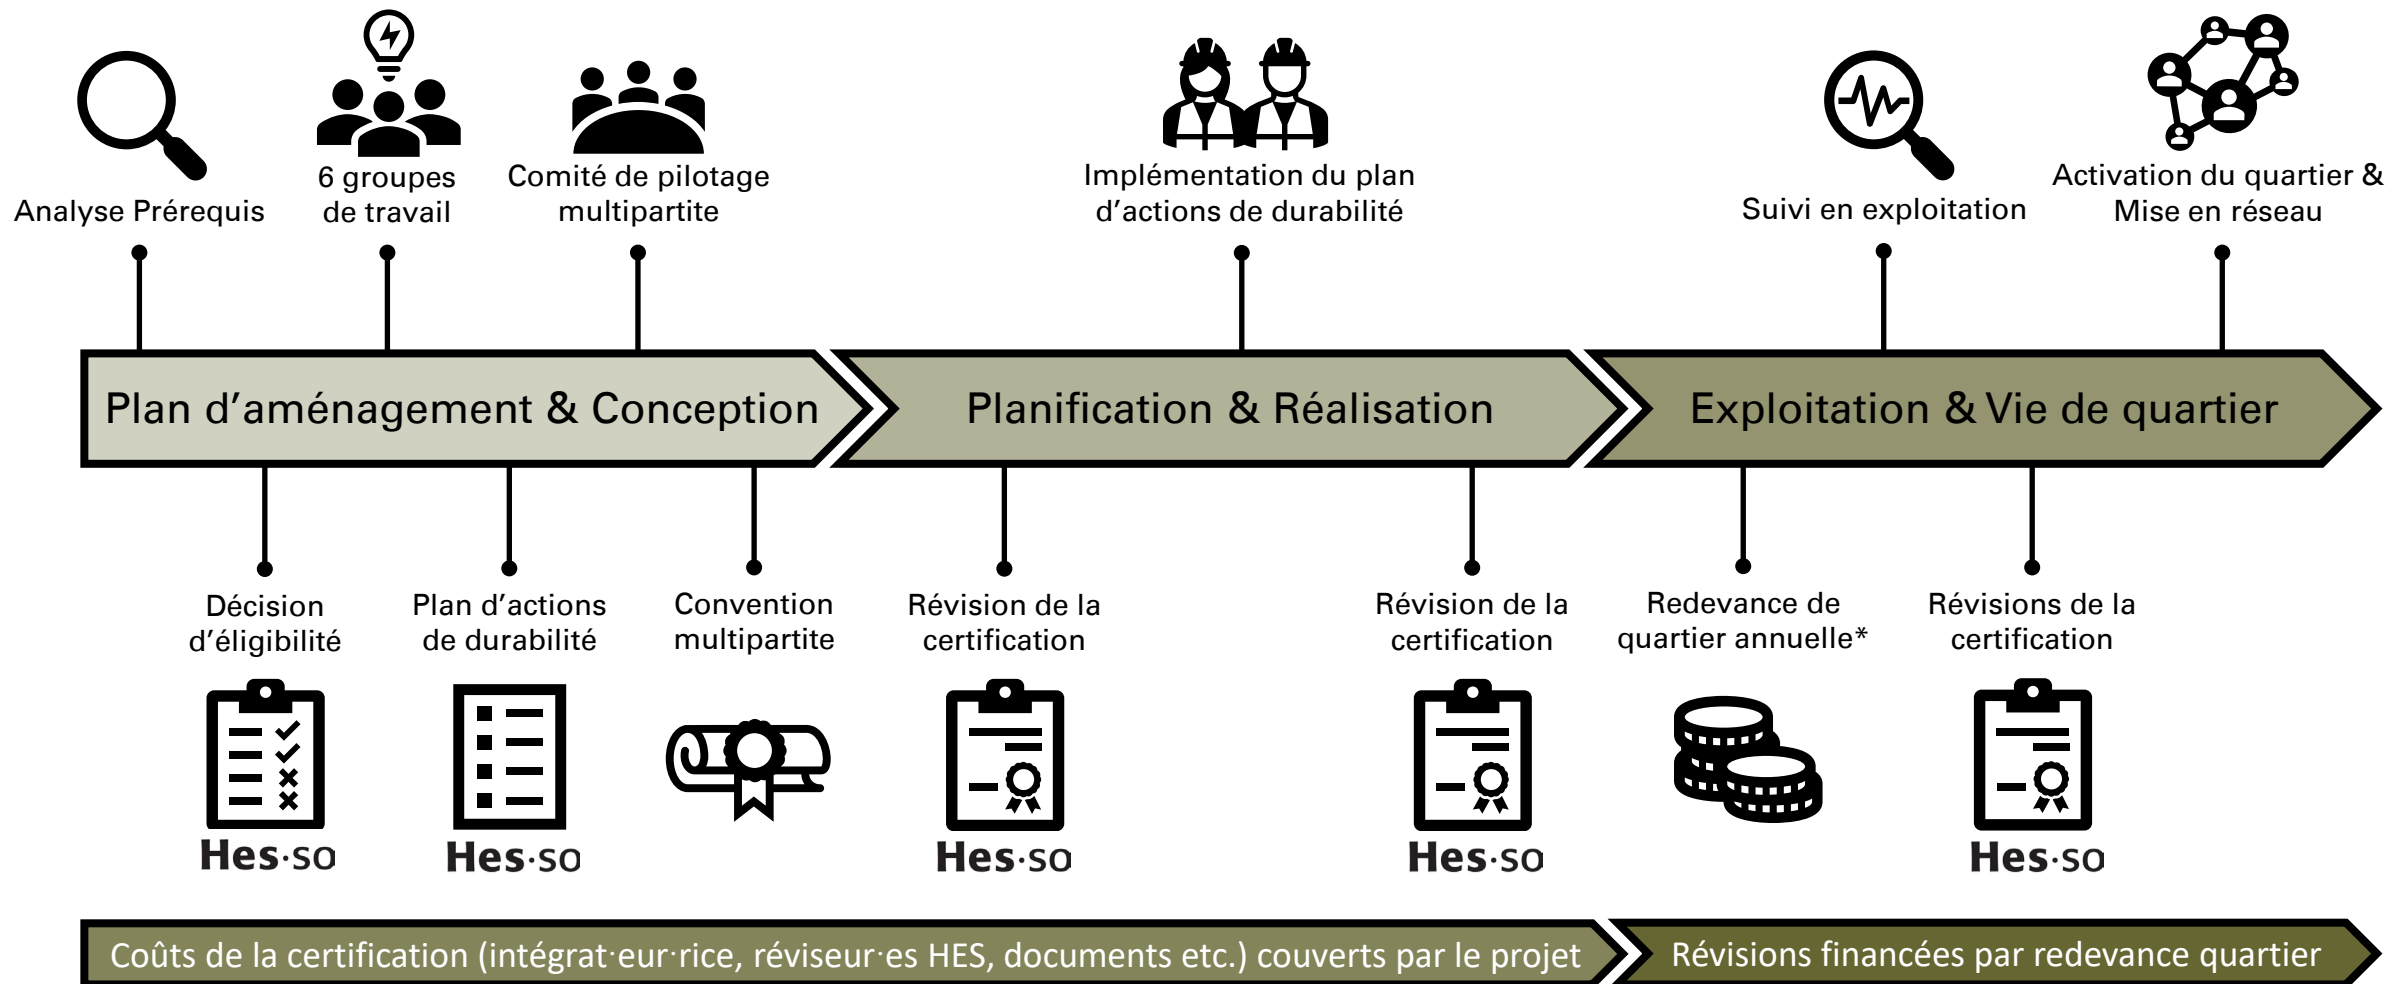 Analyse Prérequis
6 groupes
de travail
Comité de pilotage
multipartite
Implémentation du plan
d'actions de durabilité
Suivi en exploitation
Activation du quartier &
Mise en réseau
Plan d'aménagement & Conception
Planification & Réalisation
Exploitation & Vie de quartier
Décision
d'éligibilité
Hes·so
Plan d'actions
de durabilité
Hes·so
Convention
multipartite
Révision de la
certification
Hes·so
Révision de la
certification
Hes·so
Redevance de
quartier annuelle*
Révisions de la
certification
Hes·so
Coûts de la certification (intégrat·eur·rice, réviseur·es HES, documents etc.) couverts par le projet
Révisions financées par redevance quartier